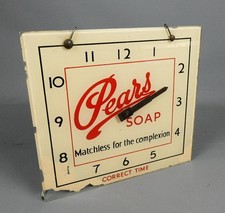 11 12 1
10 2
9 3
8 4
7 6 5
Pears
SOAP
Matchless for the complexion
CORRECT TIME